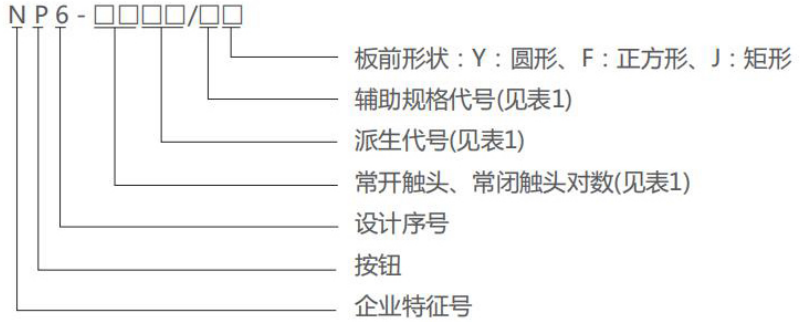 NP6-□□□□/□□
板前形状：Y：圆形、F：正方形、J：矩形
辅助规格代号(见表1)
派生代号(见表1)
常开触头、常闭触头对数(见表1)
设计序号
按钮
企业特征号